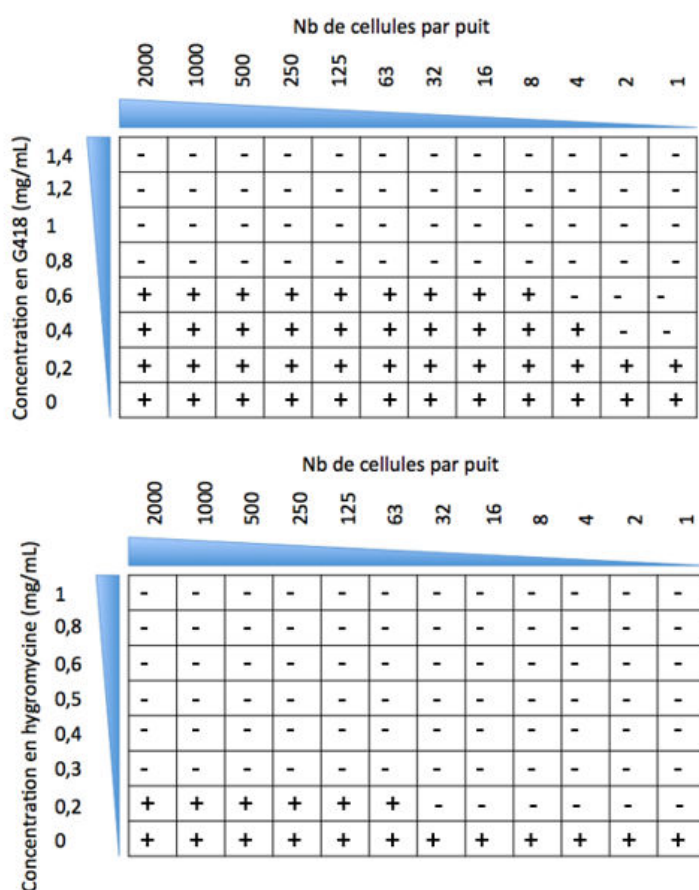 Nb de cellules par puit
2000 1000 500 250 125 63 32 16 8 4 2 1
Concentration en G418 (mg/mL)
1,4 - - - - - - - - - - - -
1,2 - - - - - - - - - - - -
1 - - - - - - - - - - - -
0,8 - - - - - - - - - - - -
0,6 + + + + + + + + + - - -
0,4 + + + + + + + + + + - -
0,2 + + + + + + + + + + + +
0 + + + + + + + + + + + +
Nb de cellules par puit
2000 1000 500 250 125 63 32 16 8 4 2 1
Concentration en hygromycine (mg/mL)
1 - - - - - - - - - - - -
0,8 - - - - - - - - - - - -
0,6 - - - - - - - - - - - -
0,5 - - - - - - - - - - - -
0,4 - - - - - - - - - - - -
0,3 - - - - - - - - - - - -
0,2 + + + + + + - - - - - -
0 + + + + + + + + + + + +